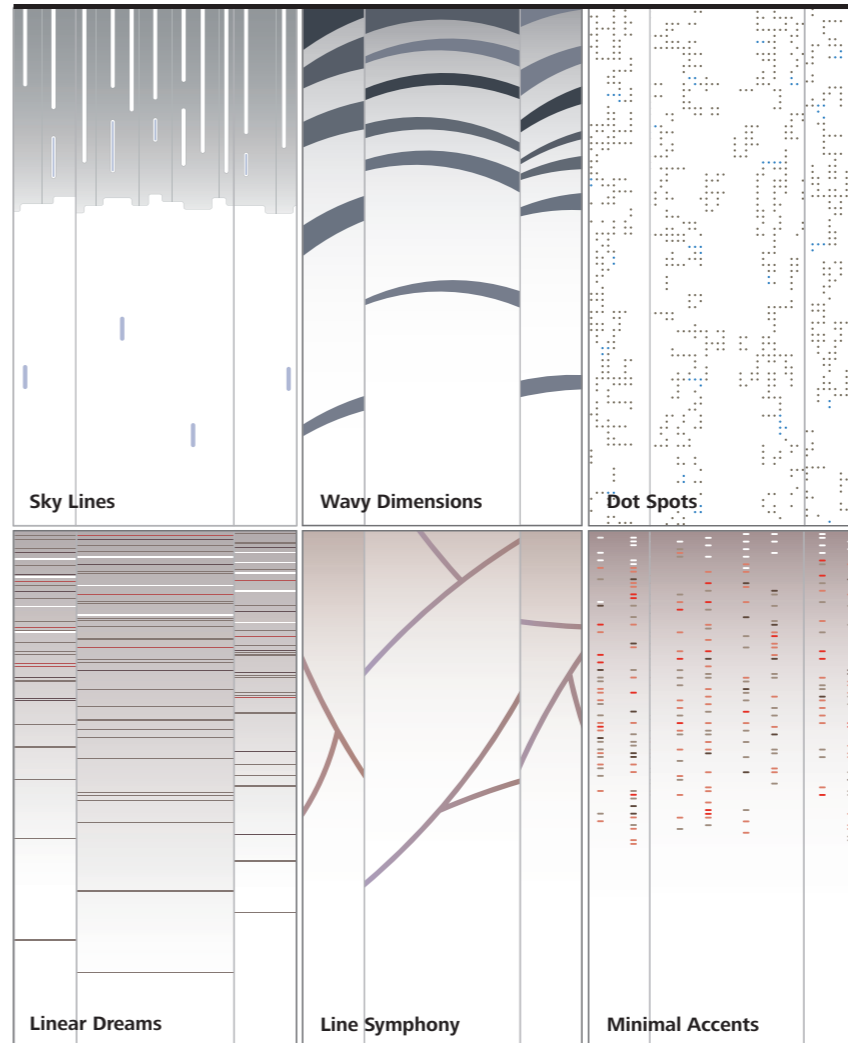 Sky Lines
Wavy Dimensions
Dot Spots
Linear Dreams
Line Symphony
Minimal Accents